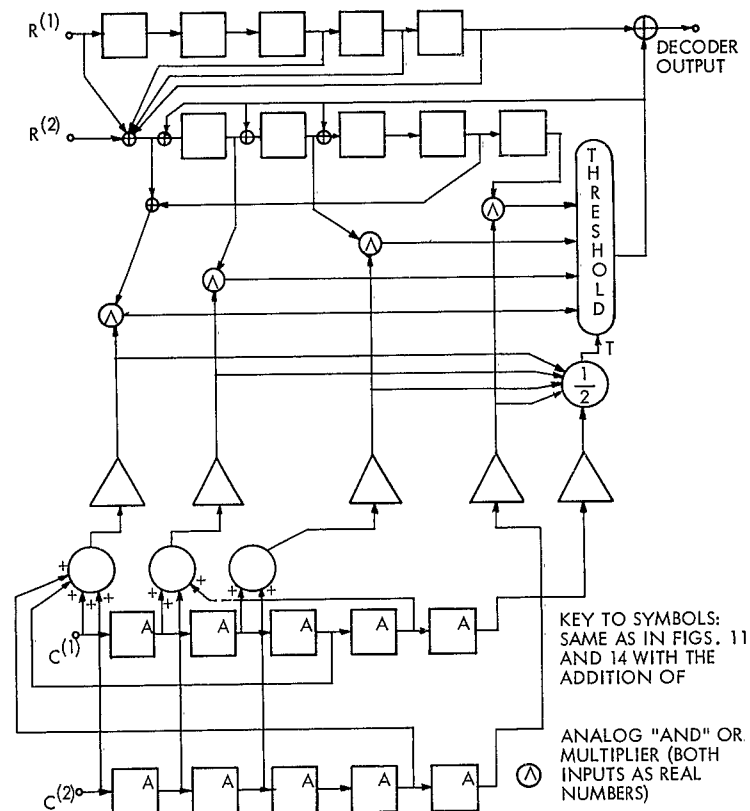 R(1)
DECODER
OUTPUT
R(2)
THRESHOLD
T
1
2
+
+
+
+
+
+
+
+
+
A
A
A
A
A
C(1)
KEY TO SYMBOLS:
SAME AS IN FIGS. 11
AND 14 WITH THE
ADDITION OF
A
A
A
A
A
C(2)
ANALOG "AND" OR
MULTIPLIER (BOTH
INPUTS AS REAL
NUMBERS)